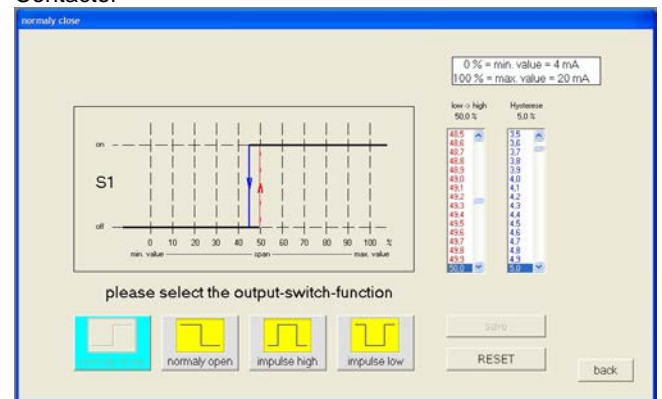 Contactor
normaly close
0 % = min. value = 4 mA
100 % = max. value = 20 mA
low -> high
50,0 %
Hysterese
5,0 %
48,5
48,6
48,7
48,8
48,9
49,0
49,1
49,2
49,3
49,4
49,5
49,6
49,7
49,8
49,9
50,0
3,5
3,6
3,7
3,8
3,9
4,0
4,1
4,2
4,3
4,4
4,5
4,6
4,7
4,8
4,9
5,0
on
S1
off
0 10 20 30 40 50 60 70 80 90 100 %
min. value span max. value
please select the output-switch-function
normaly open
impulse high
impulse low
save
RESET
back